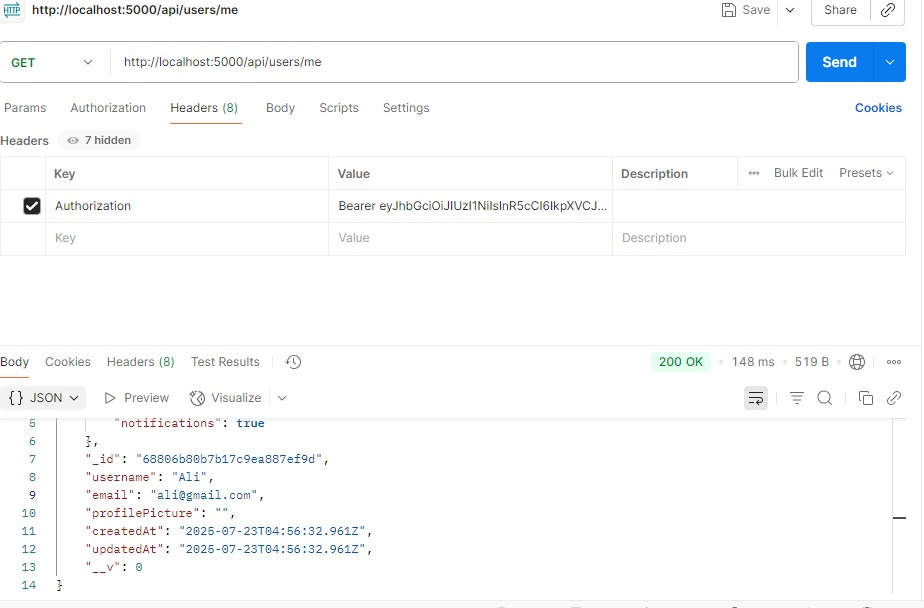 HTTP http://localhost:5000/api/users/me Save Share
GET http://localhost:5000/api/users/me Send
Params Authorization Headers (8) Body Scripts Settings Cookies
Headers 7 hidden
Key Value Description Bulk Edit Presets
Authorization Bearer eyJhbGciOiJIUzI1NiIsInR5cCI6IkpXVCJ...
Key Value Description
Body Cookies Headers (8) Test Results 200 OK 148 ms 519 B
{} JSON Preview Visualize
5 "notifications": true
6 },
7 "_id": "68806b80b7b17c9ea887ef9d",
8 "username": "Ali",
9 "email": "ali@gmail.com",
10 "profilePicture": "",
11 "createdAt": "2025-07-23T04:56:32.961Z",
12 "updatedAt": "2025-07-23T04:56:32.961Z",
13 "__v": 0
14 }